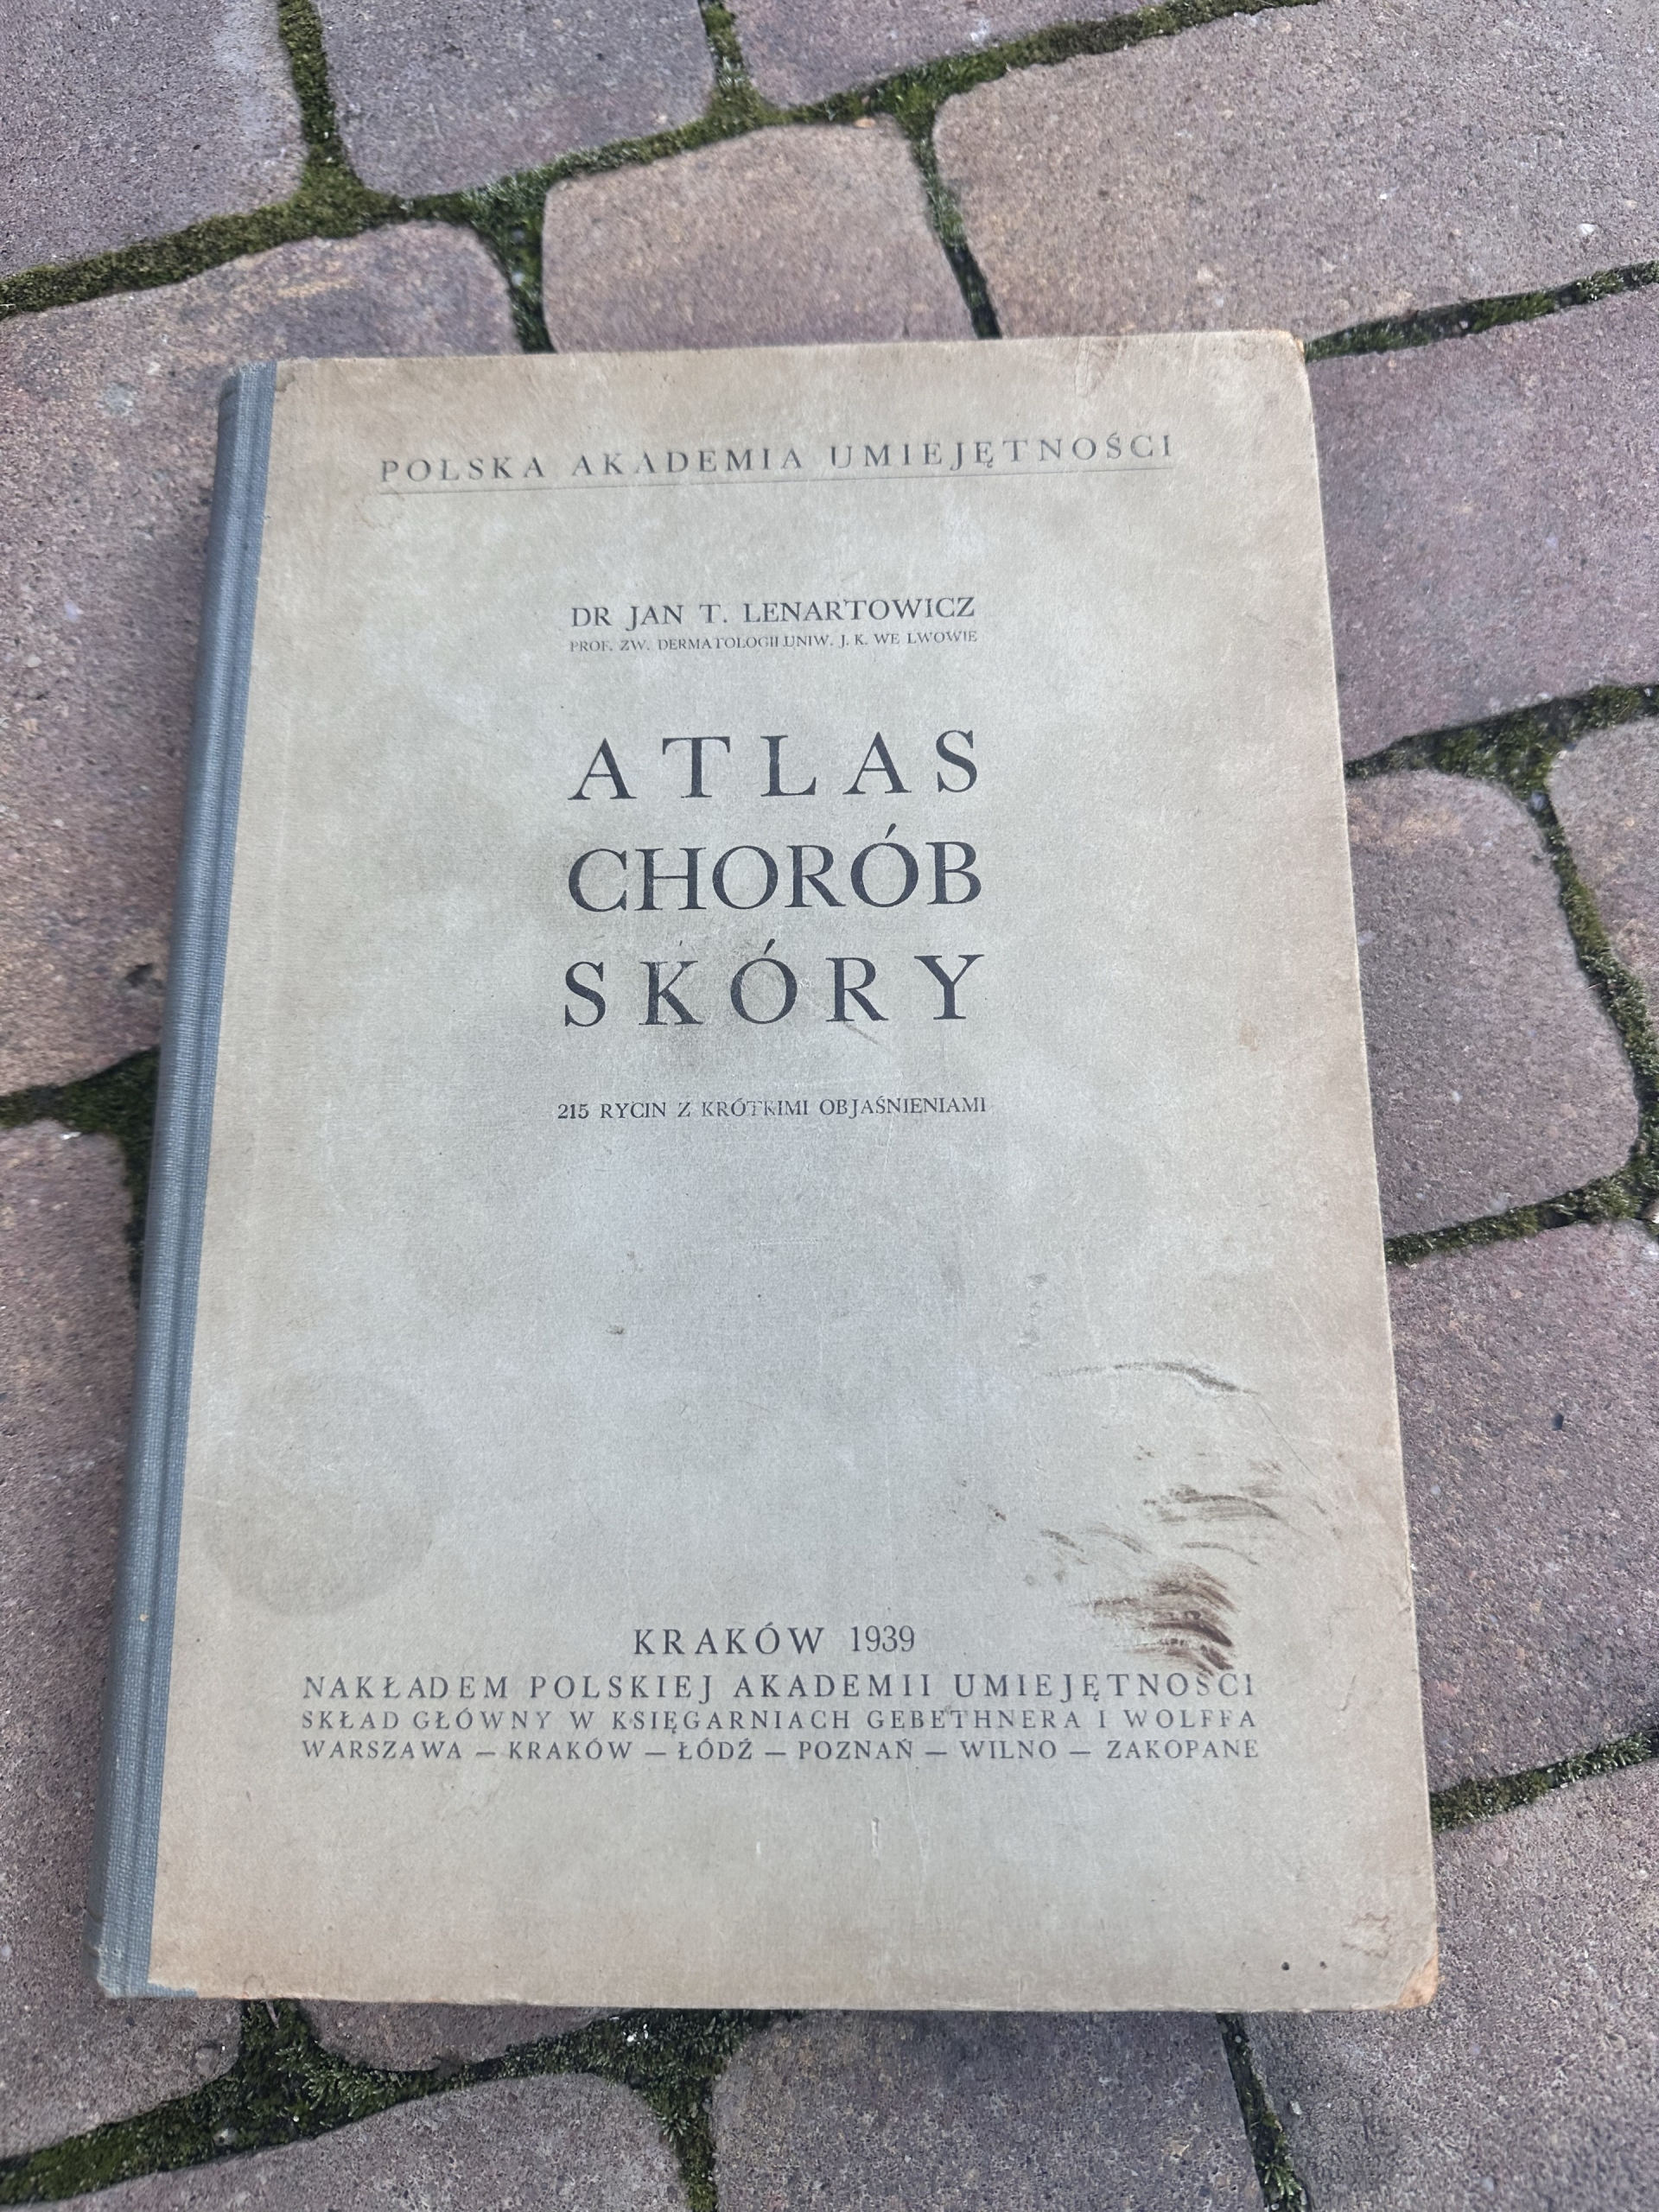 POLSKA AKADEMIA UMIEJĘTNOŚCI
DR JAN T. LENARTOWICZ
PROF. ZW. DERMATOLOGII UNIW. J. K. WE LWOWIE
ATLAS
CHORÓB
SKÓRY
215 RYCIN Z KRÓTKIMI OBJAŚNIENIAMI
KRAKÓW 1939
NAKŁADEM POLSKIEJ AKADEMII UMIEJĘTNOŚCI
SKŁAD GŁÓWNY W KSIĘGARNIACH GEBETHNERA I WOLFFA
WARSZAWA — KRAKÓW — ŁÓDŹ — POZNAŃ — WILNO — ZAKOPANE